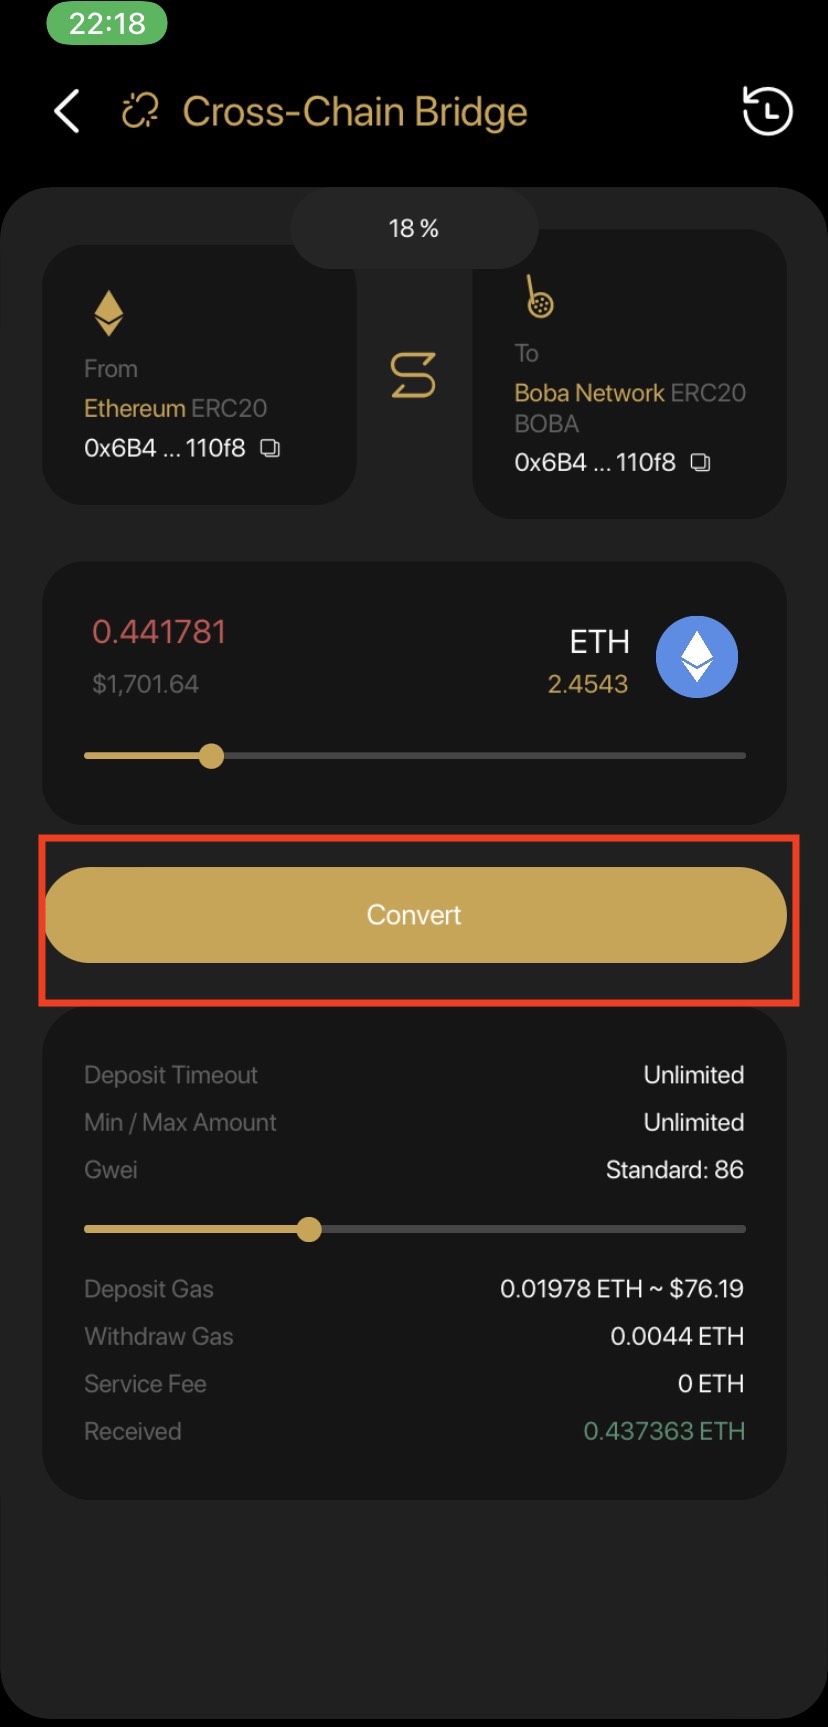 22:18
Cross-Chain Bridge
18 %
From
Ethereum ERC20
0x6B4 ... 110f8
To
Boba Network ERC20
BOBA
0x6B4 ... 110f8
0.441781
$1,701.64
ETH
2.4543
Convert
Deposit Timeout Unlimited
Min / Max Amount Unlimited
Gwei Standard: 86
Deposit Gas 0.01978 ETH ~ $76.19
Withdraw Gas 0.0044 ETH
Service Fee 0 ETH
Received 0.437363 ETH